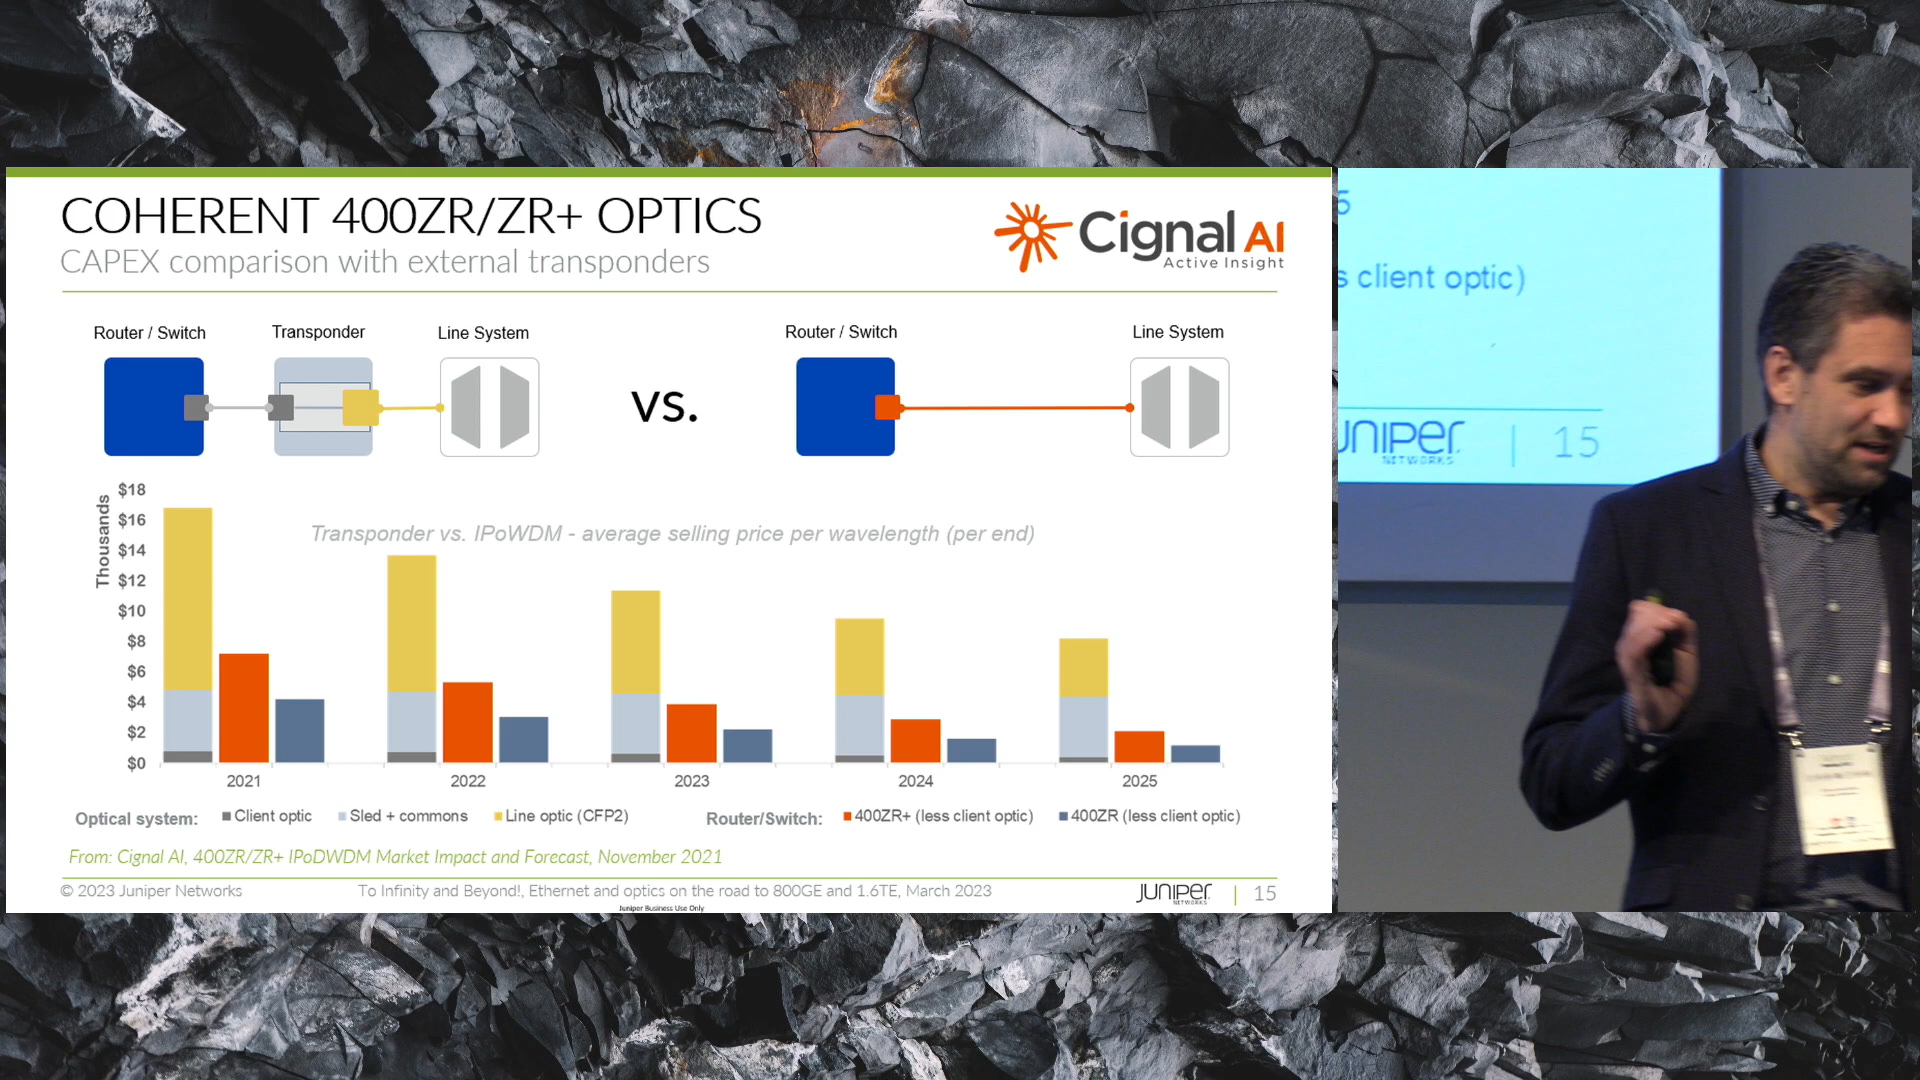 COHERENT 400ZR/ZR+ OPTICS
CAPEX comparison with external transponders
Cignal AI
Active Insight
Router / Switch Transponder Line System
vs.
Router / Switch Line System
Thousands
$18
$16
$14
$12
$10
$8
$6
$4
$2
$0
Transponder vs. IPoWDM - average selling price per wavelength (per end)
2021 2022 2023 2024 2025
Optical system: Client optic Sled + commons Line optic (CFP2) Router/Switch: 400ZR+ (less client optic) 400ZR (less client optic)
From: Cignal AI, 400ZR/ZR+ IPoDWDM Market Impact and Forecast, November 2021
© 2023 Juniper Networks To Infinity and Beyond!, Ethernet and optics on the road to 800GE and 1.6TE, March 2023 JUNIPER NETWORKS | 15
Juniper Business Use Only
5
s client optic)
UNIPER
NETWORKS
| 15